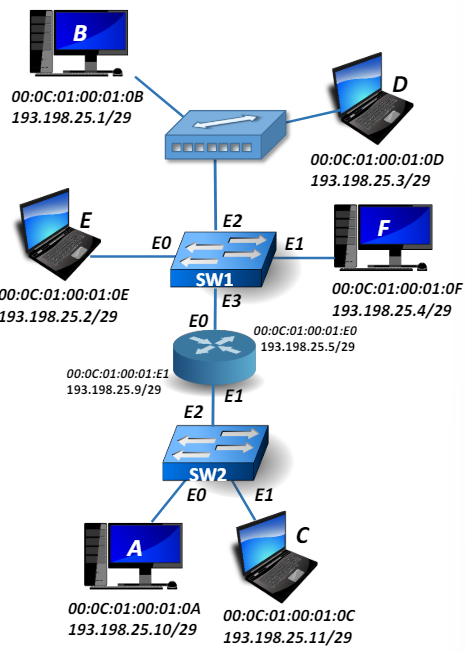 B
00:0C:01:00:01:0B
193.198.25.1/29
D
00:0C:01:00:01:0D
193.198.25.3/29
E2
E
E0
E1
F
SW1
00:0C:01:00:01:0E
193.198.25.2/29
00:0C:01:00:01:0F
193.198.25.4/29
E3
E0
00:0C:01:00:01:E0
193.198.25.5/29
00:0C:01:00:01:E1
193.198.25.9/29
E1
E2
SW2
E0
E1
A
C
00:0C:01:00:01:0A
193.198.25.10/29
00:0C:01:00:01:0C
193.198.25.11/29